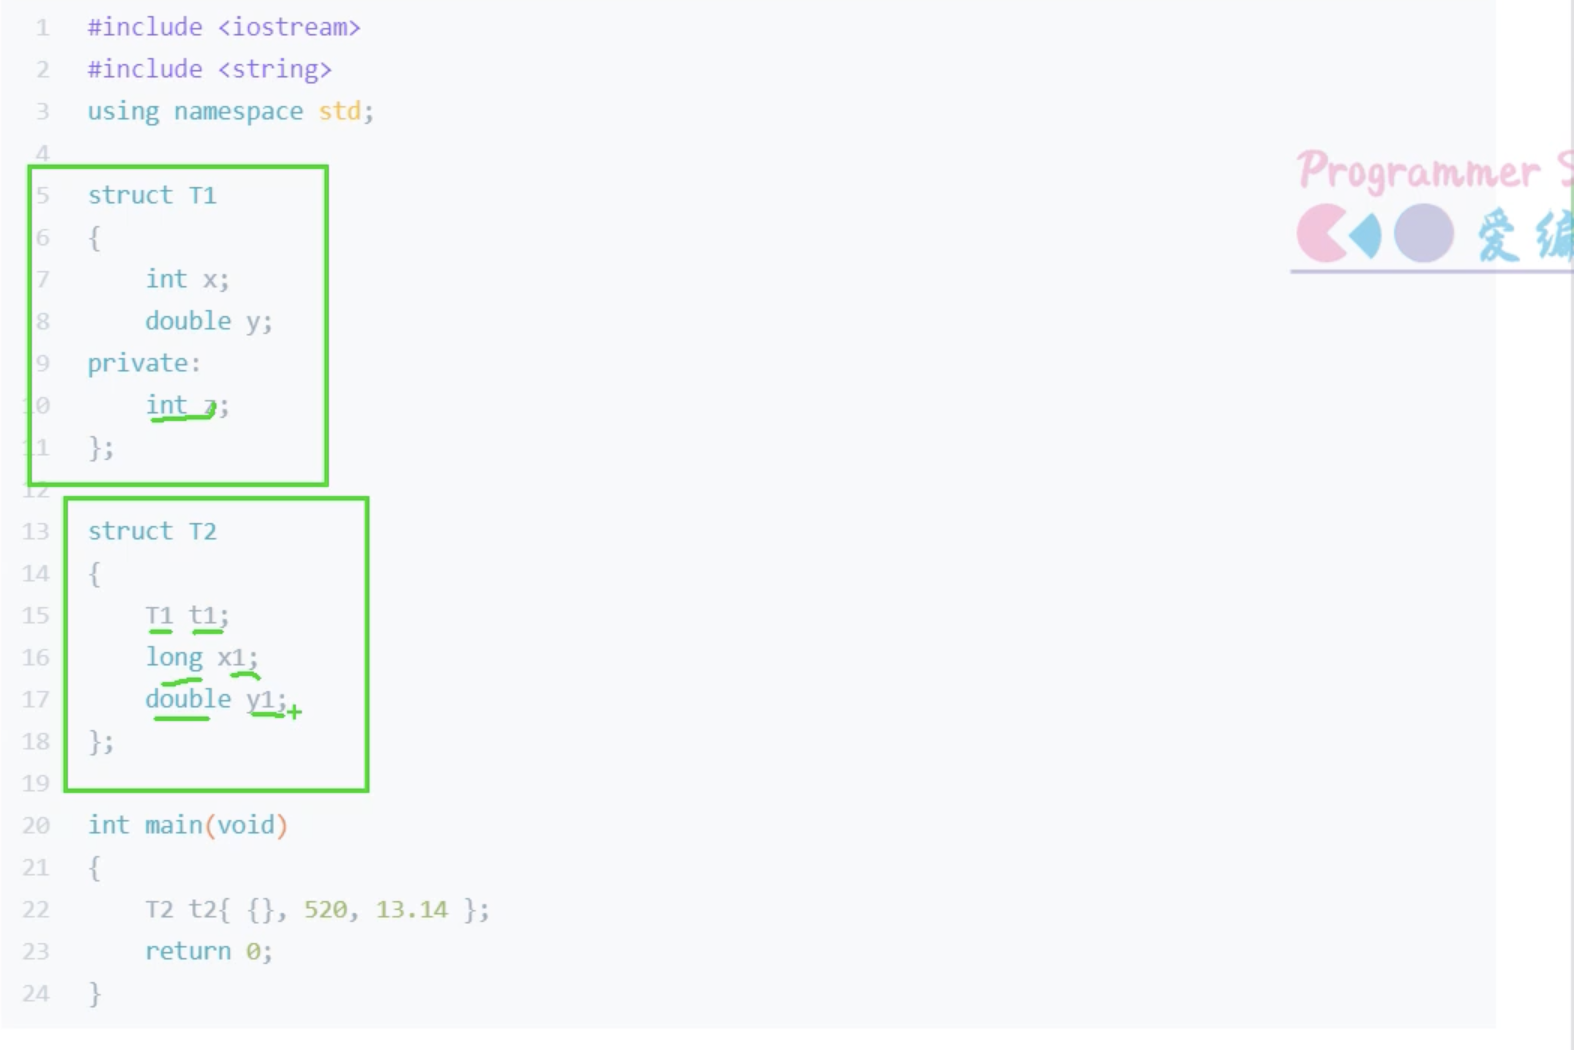 1 #include <iostream>
2 #include <string>
3 using namespace std;
4
5 struct T1
6 {
7 int x;
8 double y;
9 private:
10 int z;
11 };
12
13 struct T2
14 {
15 T1 t1;
16 long x1;
17 double y1;
18 };
19
20 int main(void)
21 {
22 T2 t2{ {}, 520, 13.14 };
23 return 0;
24 }
Programmer S
爱编